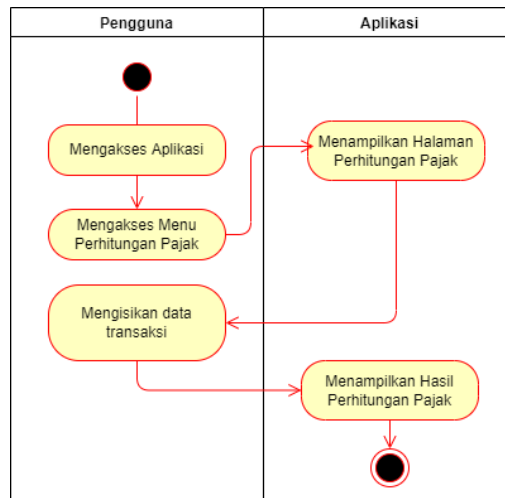 Pengguna
Aplikasi
Mengakses Aplikasi
Menampilkan Halaman
Perhitungan Pajak
Mengakses Menu
Perhitungan Pajak
Mengisikan data
transaksi
Menampilkan Hasil
Perhitungan Pajak